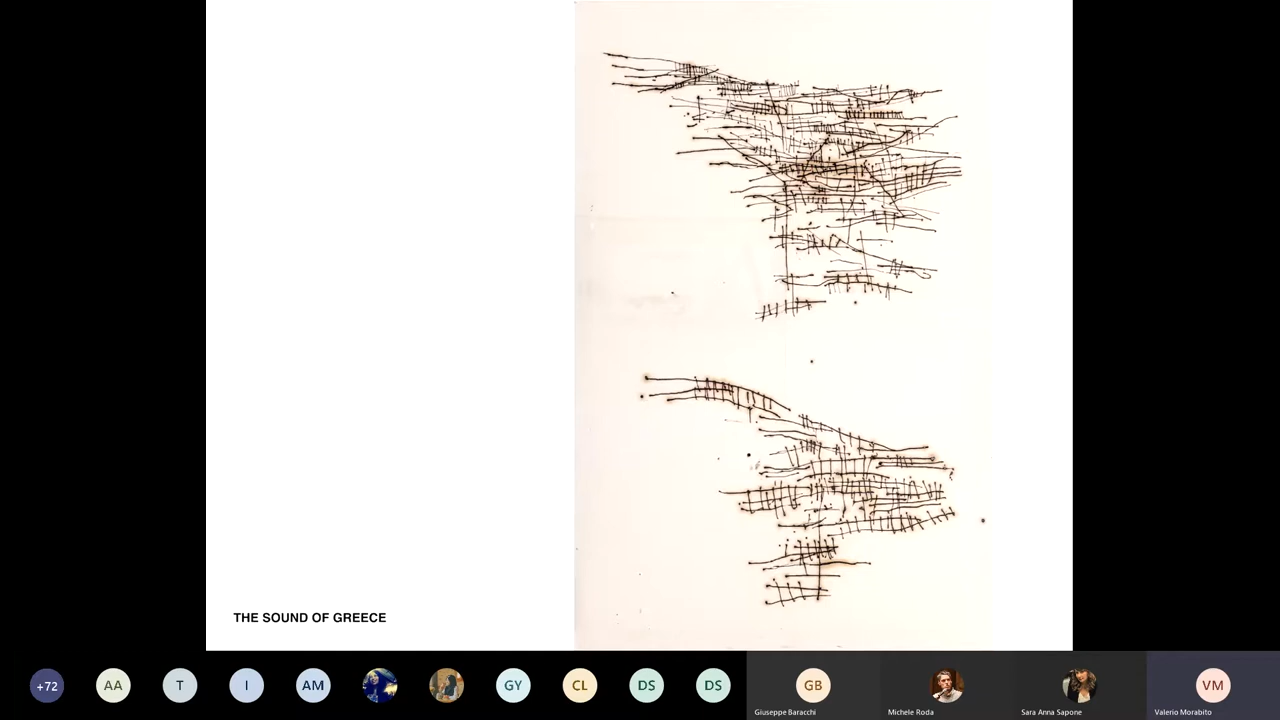 THE SOUND OF GREECE
+72
AA
T
I
AM
GY
CL
DS
DS
GB
VM
Giuseppe Baracchi
Michele Roda
Sara Anna Sapone
Valerio Morabito